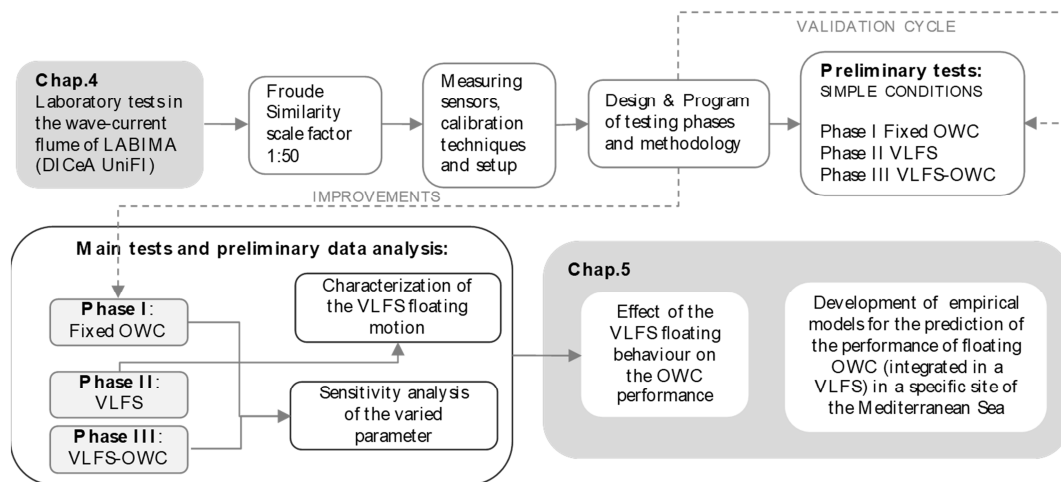 VALIDATION CYCLE
Chap.4
Laboratory tests in
the wave-current
flume of LABIMA
(DICeA UniFI)
Froude
Similarity
scale factor
1:50
Measuring
sensors,
calibration
techniques
and setup
Design & Program
of testing phases
and methodology
Preliminary tests:
SIMPLE CONDITIONS
Phase I Fixed OWC
Phase II VLFS
Phase III VLFS-OWC
IMPROVEMENTS
Main tests and preliminary data analysis:
Phase I:
Fixed OWC
Phase II:
VLFS
Phase III:
VLFS-OWC
Characterization of
the VLFS floating
motion
Sensitivity analysis
of the varied
parameter
Chap.5
Effect of the
VLFS floating
behaviour on
the OWC
performance
Development of empirical
models for the prediction of
the performance of floating
OWC (integrated in a
VLFS) in a specific site of
the Mediterranean Sea